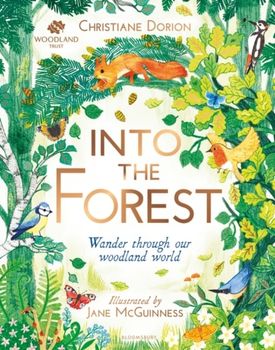 CHRISTIANE DORION
WOODLAND
TRUST
INTO
THE
FOREST
Wander through our
woodland world
Illustrated by
JANE MCGUINNESS
BLOOMSBURY